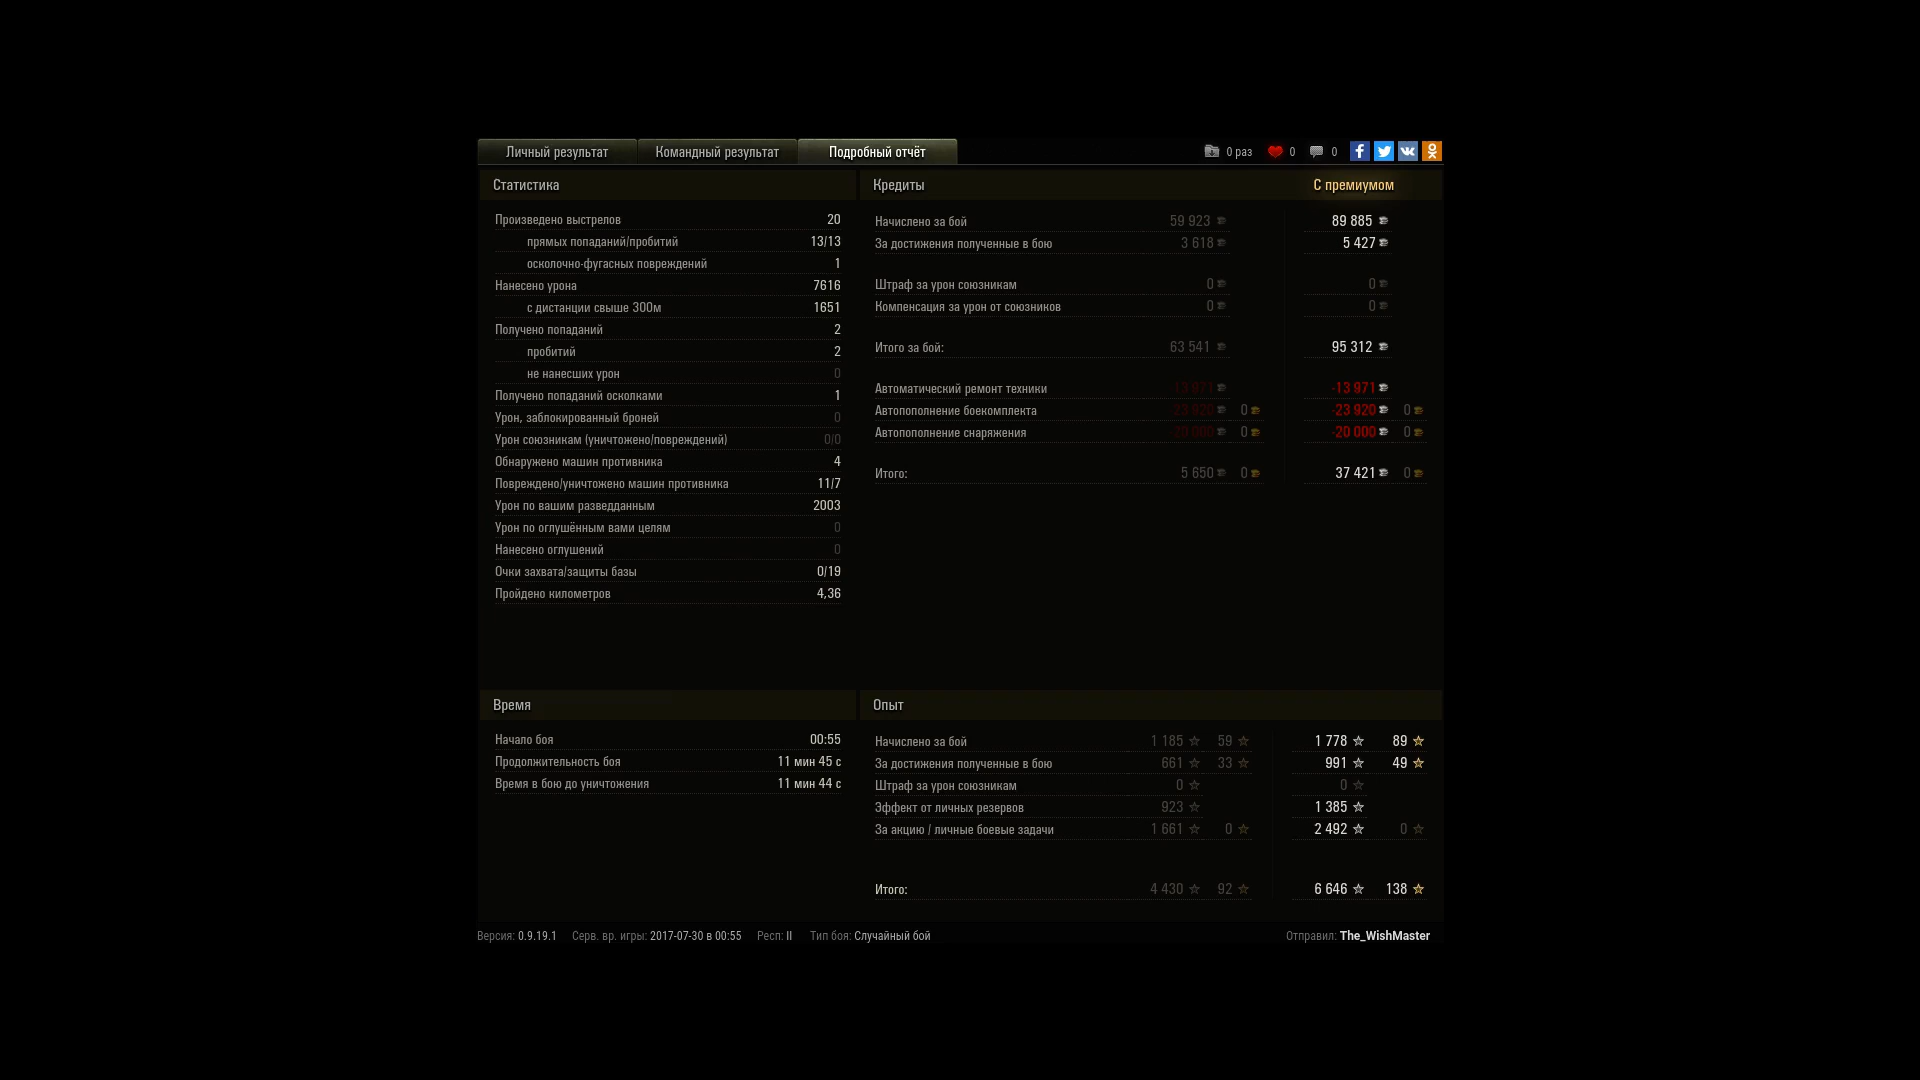 Личный результат Командный результат Подробный отчёт 0 раз 0 0
Статистика
Произведено выстрелов 20
прямых попаданий/пробитий 13/13
осколочно-фугасных повреждений 1
Нанесено урона 7616
с дистанции свыше 300м 1651
Получено попаданий 2
пробитий 2
не нанесших урон 0
Получено попаданий осколками 1
Урон, заблокированный броней 0
Урон союзникам (уничтожено/повреждений) 0/0
Обнаружено машин противника 4
Повреждено/уничтожено машин противника 11/7
Урон по вашим разведданным 2003
Урон по оглушённым вами целям 0
Нанесено оглушений 0
Очки захвата/защиты базы 0/19
Пройдено километров 4,36
Кредиты С премиумом
Начислено за бой 59 923 89 885
За достижения полученные в бою 3 618 5 427
Штраф за урон союзникам 0 0
Компенсация за урон от союзников 0 0
Итого за бой: 63 541 95 312
Автоматический ремонт техники -13 971 -13 971
Автопополнение боекомплекта -23 920 0 -23 920 0
Автопополнение снаряжения -20 000 0 -20 000 0
Итого: 5 650 0 37 421 0
Время
Начало боя 00:55
Продолжительность боя 11 мин 45 с
Время в бою до уничтожения 11 мин 44 с
Опыт
Начислено за бой 1 185 59 1 778 89
За достижения полученные в бою 661 33 991 49
Штраф за урон союзникам 0 0
Эффект от личных резервов 923 1 385
За акцию / личные боевые задачи 1 661 0 2 492 0
Итого: 4 430 92 6 646 138
Версия: 0.9.19.1 Серв. вр. игры: 2017-07-30 в 00:55 Респ: II Тип боя: Случайный бой Отправил: The_WishMaster